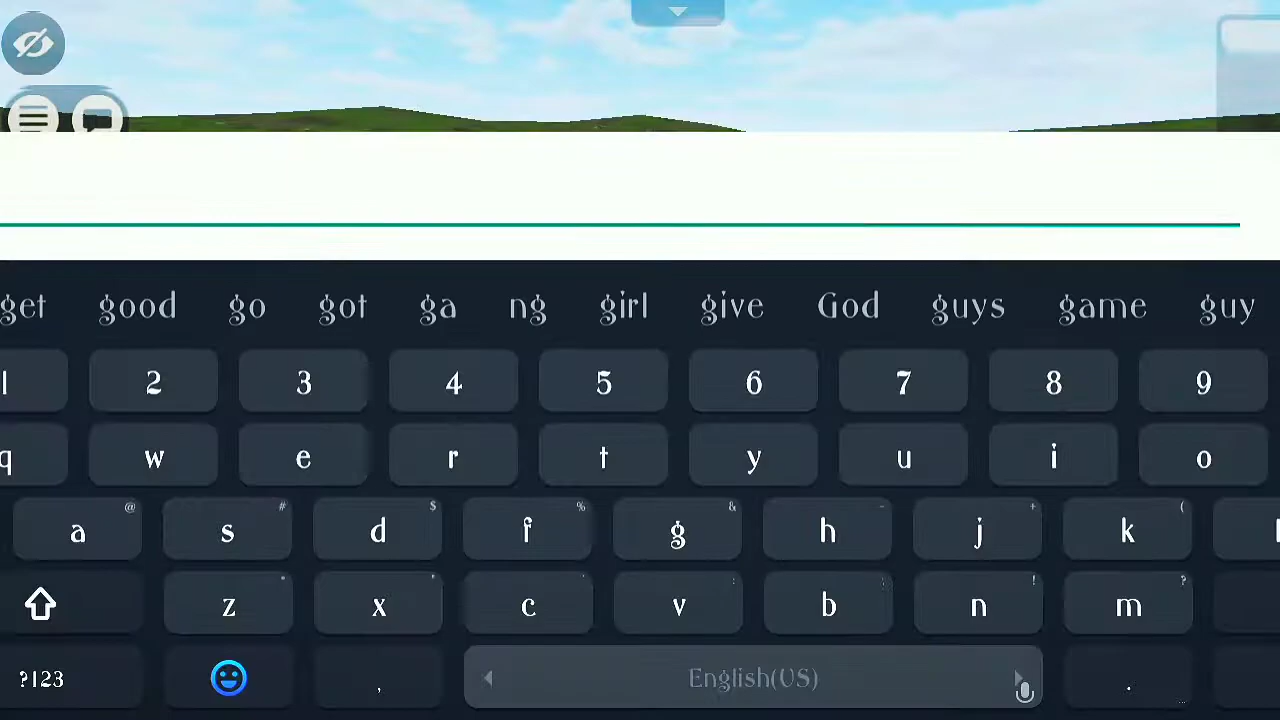 get good go got ga ng girl give God guys game guy
1 2 3 4 5 6 7 8 9
q w e r t y u i o
@ # $ % & - + (
a s d f g h j k l
" ' : ; ! ?
z x c v b n m
?123 , English(US) .